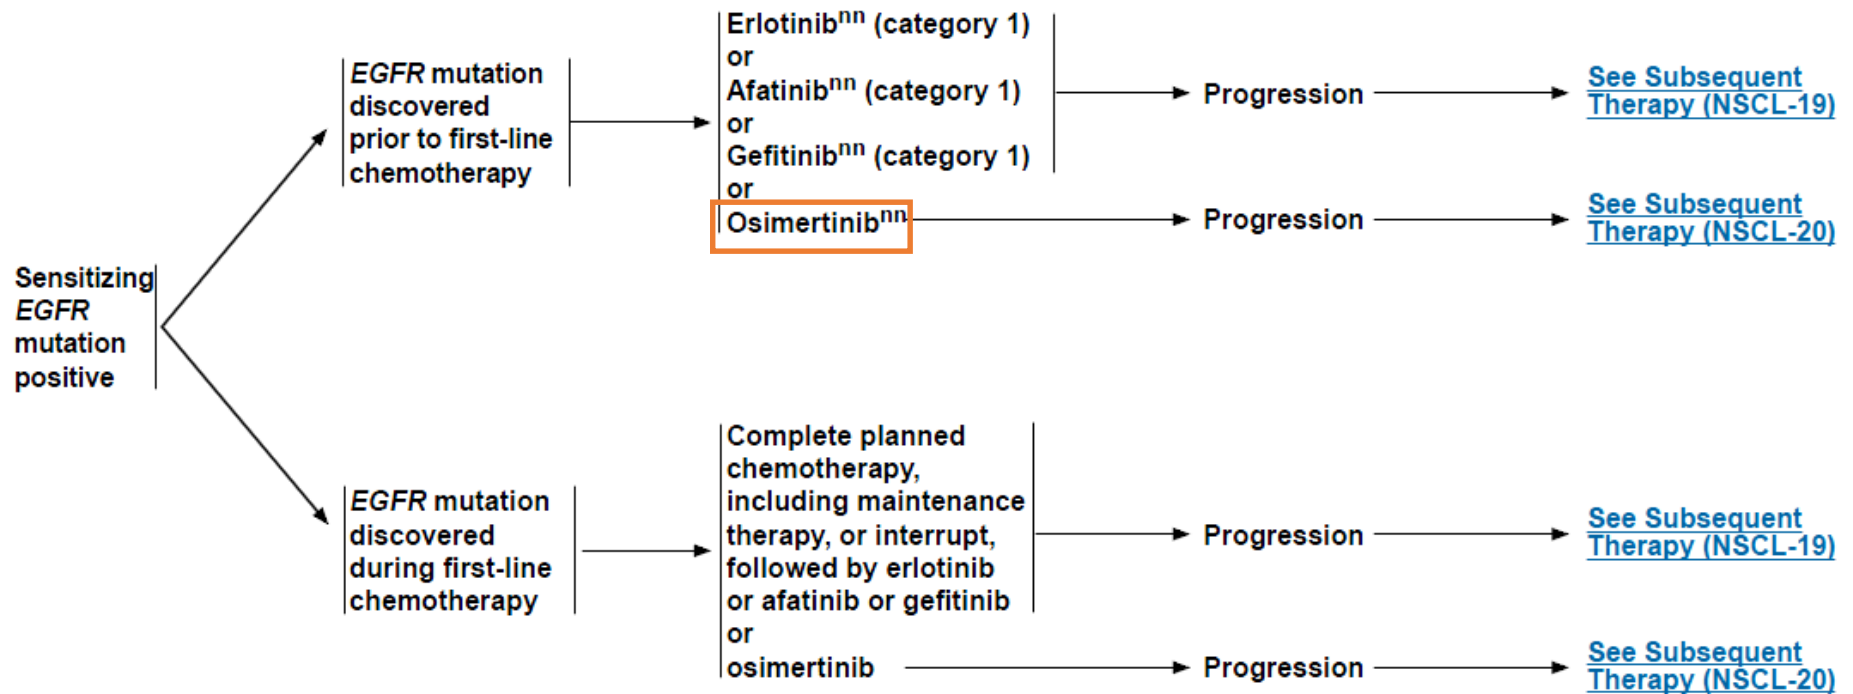 Sensitizing
EGFR
mutation
positive
EGFR mutation
discovered
prior to first-line
chemotherapy
Erlotinibnn (category 1)
or
Afatinibnn (category 1)
or
Gefitinibnn (category 1)
or
Osimertinibnn
Progression
See Subsequent
Therapy (NSCL-19)
Progression
See Subsequent
Therapy (NSCL-20)
EGFR mutation
discovered
during first-line
chemotherapy
Complete planned
chemotherapy,
including maintenance
therapy, or interrupt,
followed by erlotinib
or afatinib or gefitinib
or
osimertinib
Progression
See Subsequent
Therapy (NSCL-19)
Progression
See Subsequent
Therapy (NSCL-20)